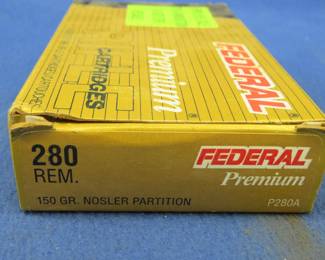 FEDERAL
Premium
CARTRIDGES
280
REM.
FEDERAL
Premium
150 GR. NOSLER PARTITION
P280A